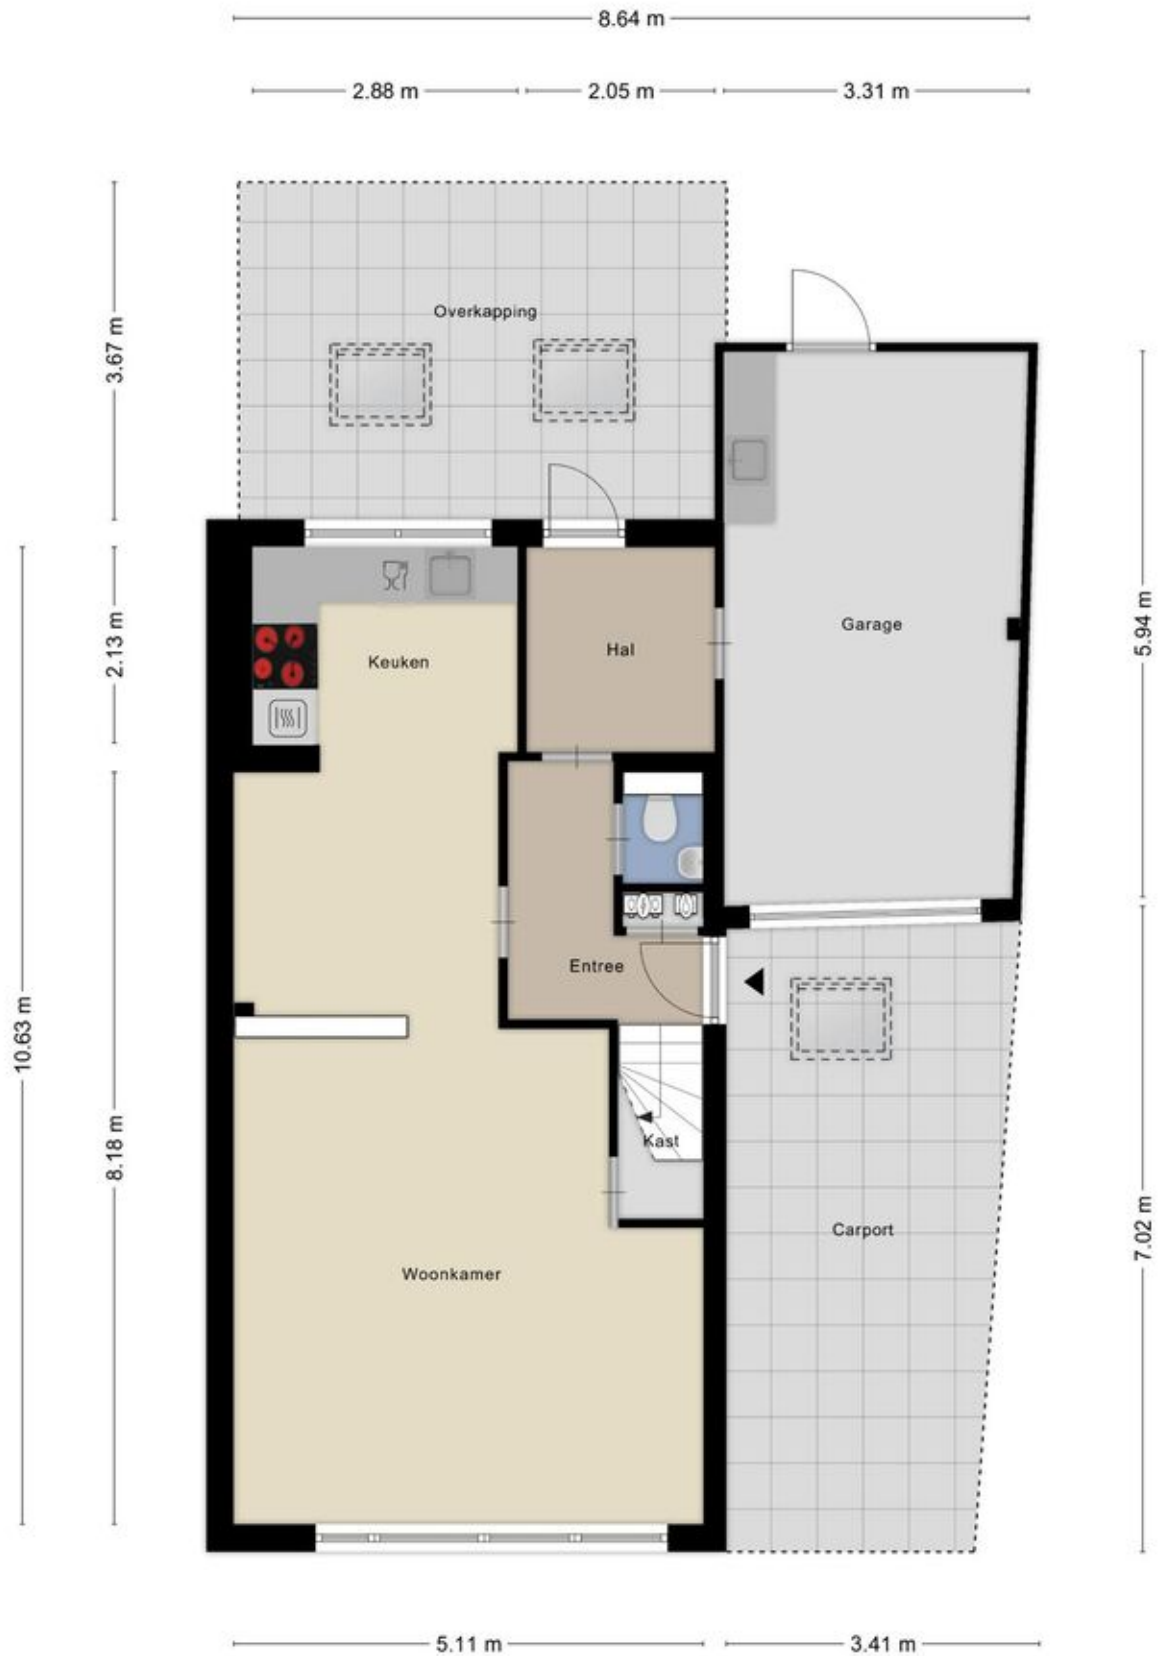 8.64 m
2.88 m
2.05 m
3.31 m
3.67 m
Overkapping
2.13 m
5.94 m
Garage
Hal
Keuken
Entree
10.63 m
8.18 m
Kast
7.02 m
Carport
Woonkamer
5.11 m
3.41 m